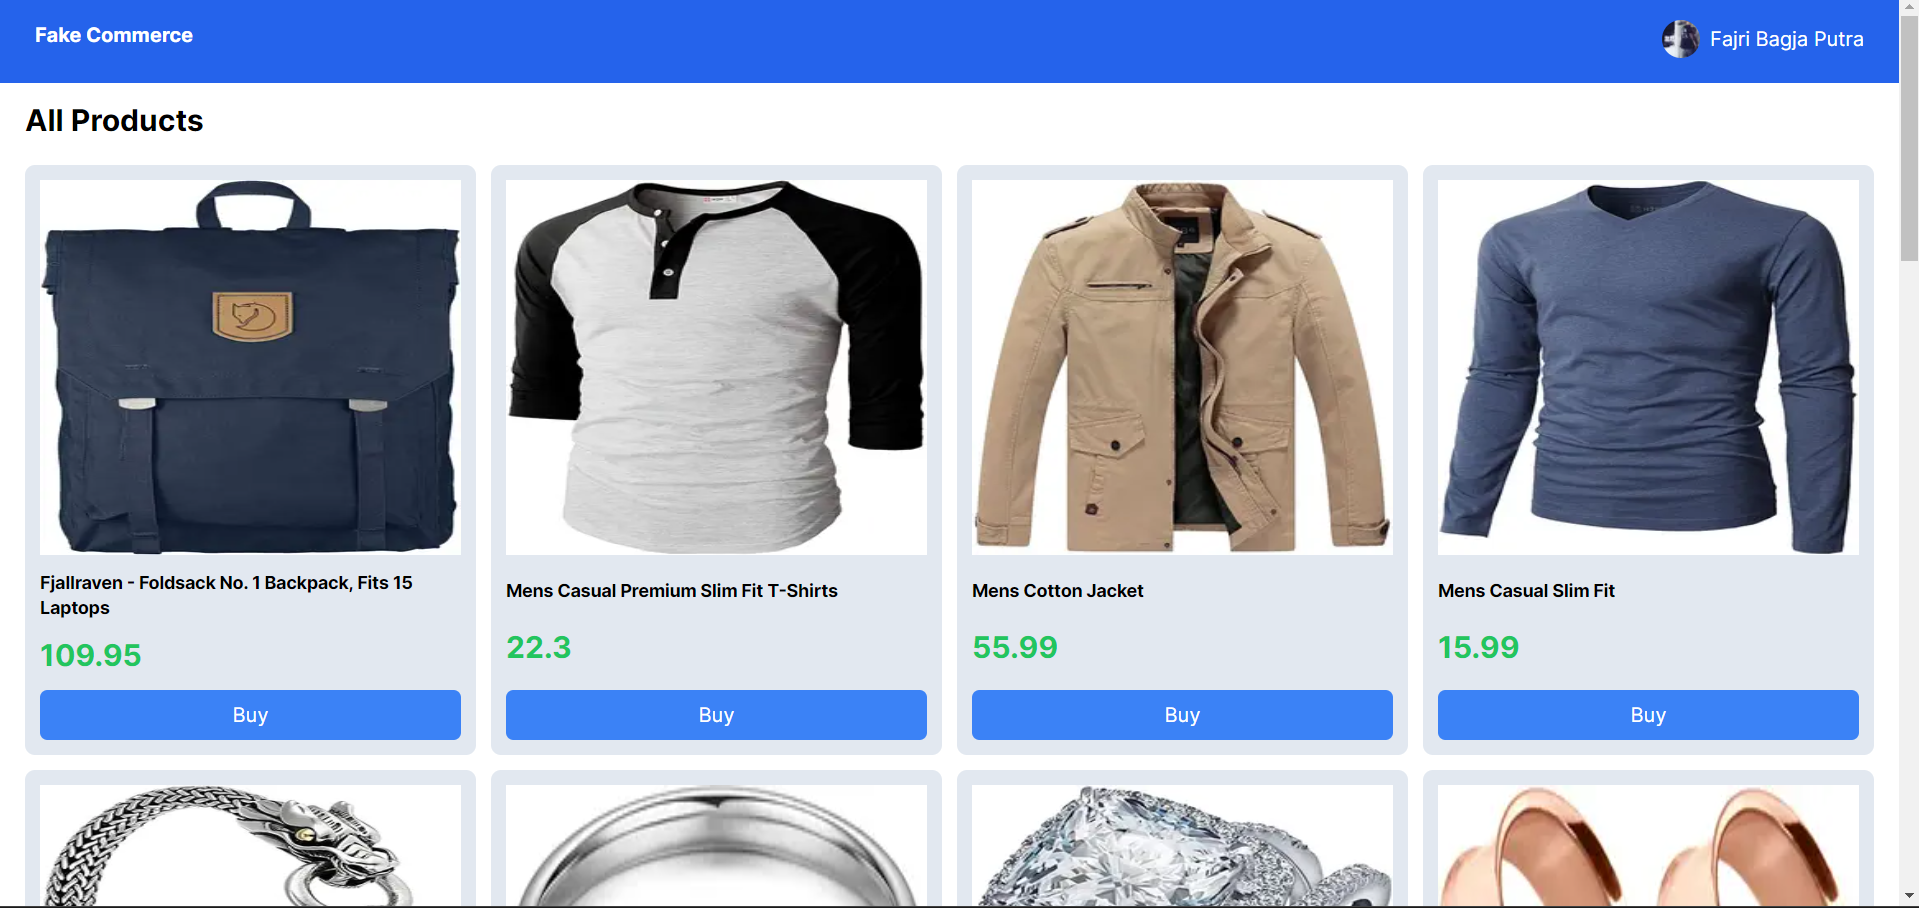 Fake Commerce
Fajri Bagja Putra
All Products
Fjallraven - Foldsack No. 1 Backpack, Fits 15
Laptops
109.95
Buy
Mens Casual Premium Slim Fit T-Shirts
22.3
Buy
Mens Cotton Jacket
55.99
Buy
Mens Casual Slim Fit
15.99
Buy